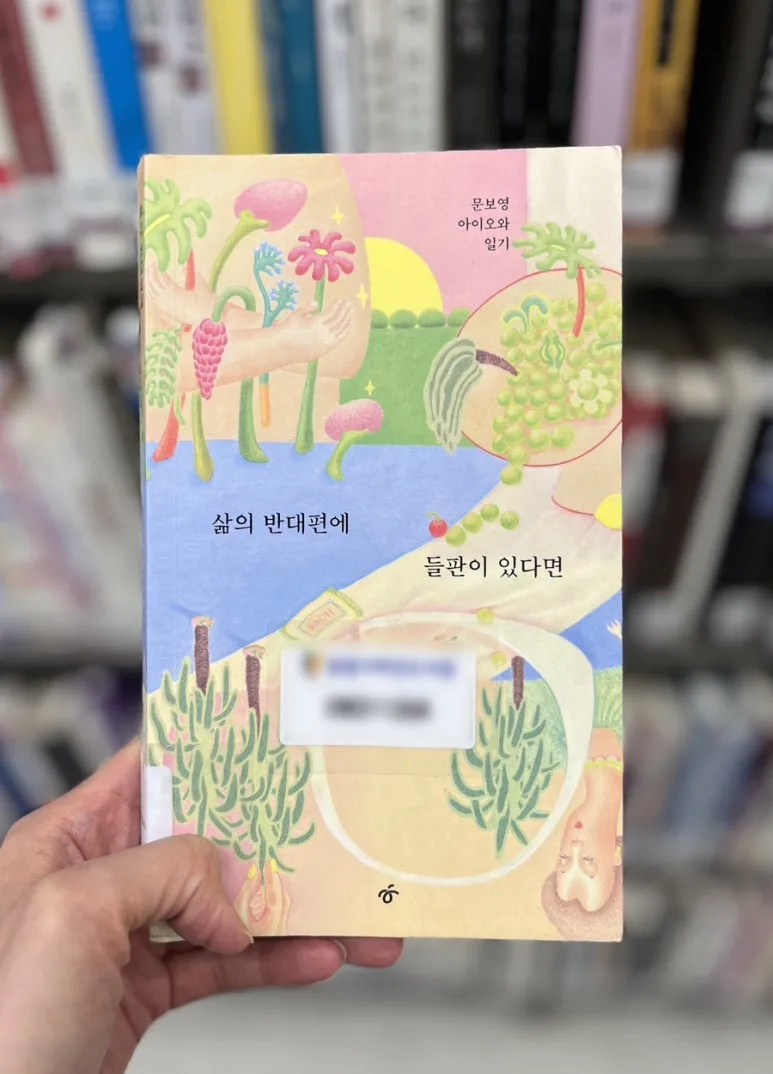 문보영
아이오와
일기
삶의 반대편에
들판이 있다면